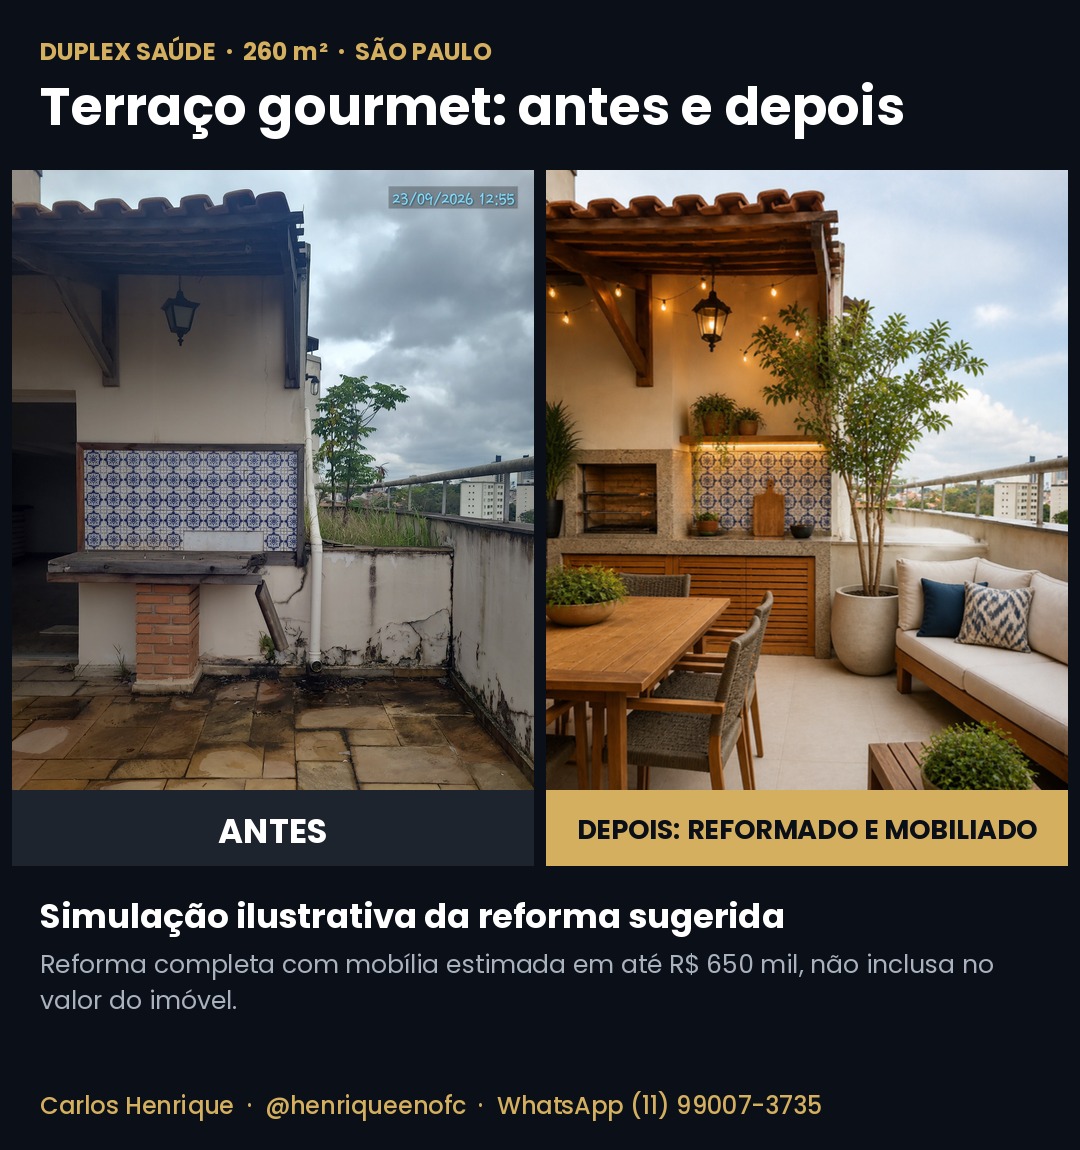 DUPLEX SAÚDE · 260 m² · SÃO PAULO
Terraço gourmet: antes e depois
23/09/2026 12:55
ANTES
DEPOIS: REFORMADO E MOBILIADO
Simulação ilustrativa da reforma sugerida
Reforma completa com mobília estimada em até R$ 650 mil, não inclusa no
valor do imóvel.
Carlos Henrique · @henriqueenofc · WhatsApp (11) 99007-3735